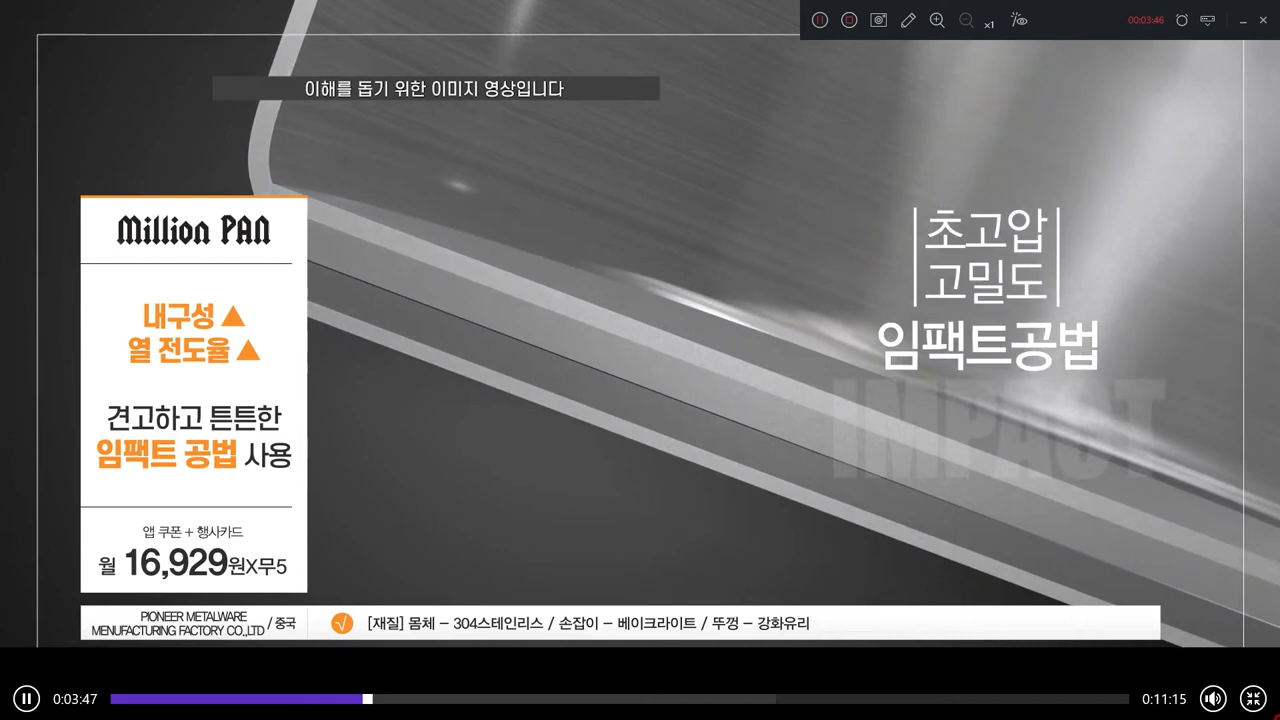 x1
00:03:46
이해를 돕기 위한 이미지 영상입니다
Million PAN
내구성 ▲
열 전도율 ▲
견고하고 튼튼한
임팩트 공법 사용
앱 쿠폰 + 행사카드
월 16,929원X무5
초고압
고밀도
임팩트공법
IMPACT
PIONEER METALWARE
MENUFACTURING FACTORY CO.,LTD / 중국
[재질] 몸체 – 304스테인리스 / 손잡이 – 베이크라이트 / 뚜껑 – 강화유리
0:03:47
0:11:15